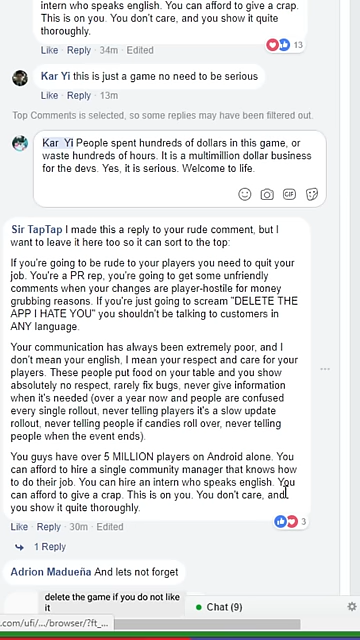 intern who speaks english. You can afford to give a crap.
This is on you. You don't care, and you show it quite
thoroughly.
Like · Reply · 34m · Edited
13
Kar Yi this is just a game no need to be serious
Like · Reply · 13m
Top Comments is selected, so some replies may have been filtered out.
Kar Yi People spent hundreds of dollars in this game, or
waste hundreds of hours. It is a multimillion dollar business
for the devs. Yes, it is serious. Welcome to life.
GIF
Sir TapTap I made this a reply to your rude comment, but I
want to leave it here too so it can sort to the top:
If you're going to be rude to your players you need to quit your
job. You're a PR rep, you're going to get some unfriendly
comments when your changes are player-hostile for money
grubbing reasons. If you're just going to scream "DELETE THE
APP I HATE YOU" you shouldn't be talking to customers in
ANY language.
Your communication has always been extremely poor, and I
don't mean your english, I mean your respect and care for your
players. These people put food on your table and you show
absolutely no respect, rarely fix bugs, never give information
when it's needed (over a year now and people are confused
every single rollout, never telling players it's a slow update
rollout, never telling people if candies roll over, never telling
people when the event ends).
You guys have over 5 MILLION players on Android alone. You
can afford to hire a single community manager that knows how
to do their job. You can hire an intern who speaks english. You
can afford to give a crap. This is on you. You don't care, and
you show it quite thoroughly.
Like · Reply · 30m · Edited
3
1 Reply
Adrion Madueña And lets not forget
delete the game if you do not like
it
Chat (9)
.com/ufi/.../browser/?ft_...